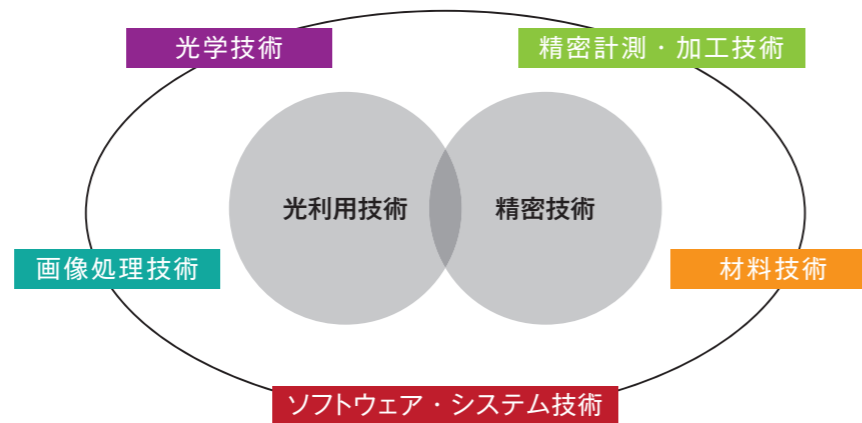 光学技術
精密計測・加工技術
光利用技術
精密技術
画像処理技術
材料技術
ソフトウェア・システム技術